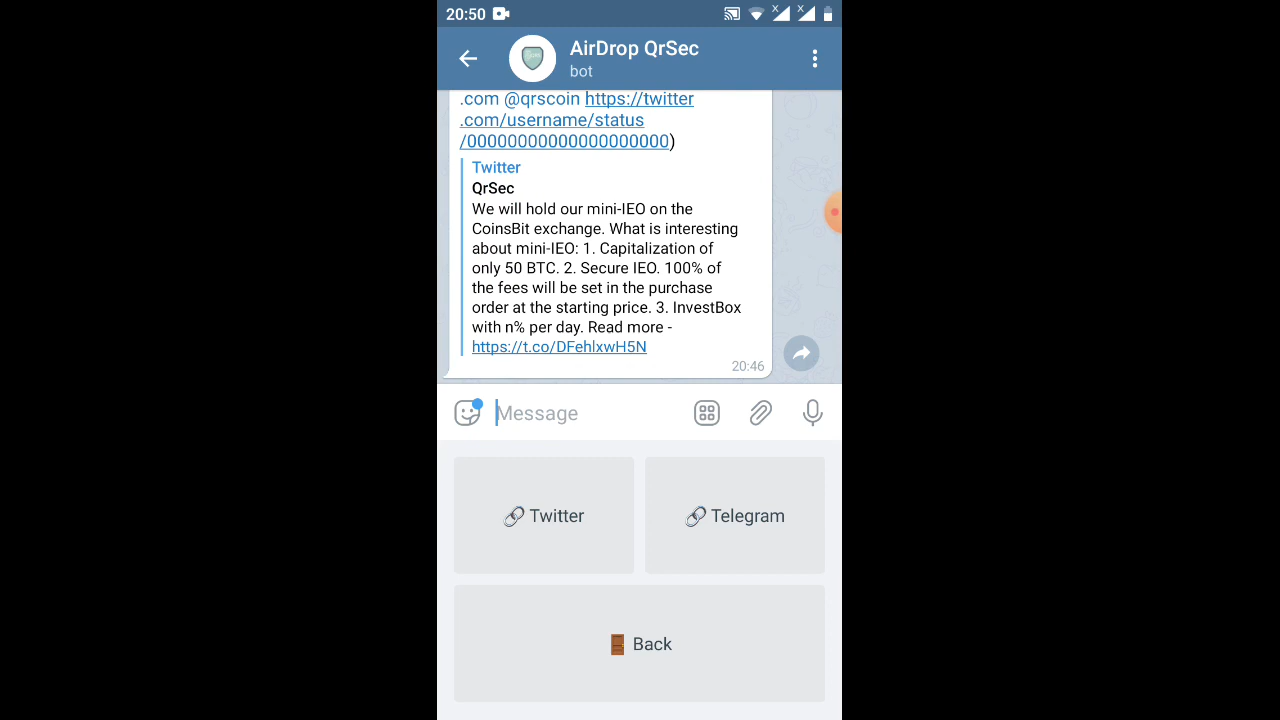 20:50
AirDrop QrSec
bot
.com @qrscoin https://twitter
.com/username/status
/00000000000000000000)
Twitter
QrSec
We will hold our mini-IEO on the
CoinsBit exchange. What is interesting
about mini-IEO: 1. Capitalization of
only 50 BTC. 2. Secure IEO. 100% of
the fees will be set in the purchase
order at the starting price. 3. InvestBox
with n% per day. Read more -
https://t.co/DFehlxwH5N
20:46
Message
Twitter
Telegram
Back